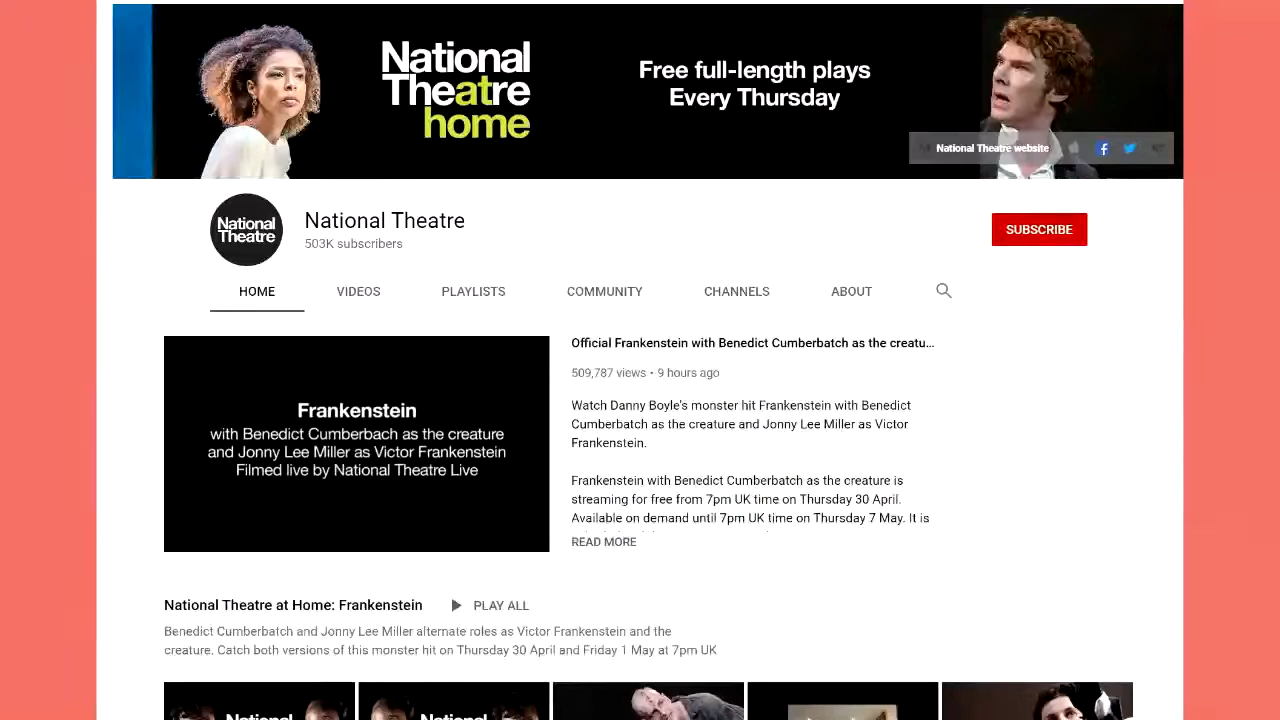 National
Theatre
home
Free full-length plays
Every Thursday
National Theatre website
National
Theatre
National Theatre
503K subscribers
SUBSCRIBE
HOME
VIDEOS
PLAYLISTS
COMMUNITY
CHANNELS
ABOUT
Frankenstein
with Benedict Cumberbach as the creature
and Jonny Lee Miller as Victor Frankenstein
Filmed live by National Theatre Live
Official Frankenstein with Benedict Cumberbatch as the creatu...
509,787 views • 9 hours ago
Watch Danny Boyle's monster hit Frankenstein with Benedict
Cumberbatch as the creature and Jonny Lee Miller as Victor
Frankenstein.
Frankenstein with Benedict Cumberbatch as the creature is
streaming for free from 7pm UK time on Thursday 30 April.
Available on demand until 7pm UK time on Thursday 7 May. It is
READ MORE
National Theatre at Home: Frankenstein
PLAY ALL
Benedict Cumberbatch and Jonny Lee Miller alternate roles as Victor Frankenstein and the
creature. Catch both versions of this monster hit on Thursday 30 April and Friday 1 May at 7pm UK
National
National